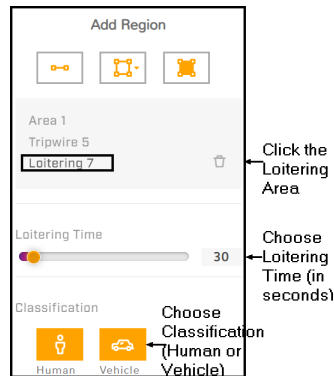 Add Region
Area 1
Tripwire 5
Loitering 7
Click the
Loitering
Area
Loitering Time
30
Choose
Loitering
Time (in
seconds)
Classification
Choose
Classification
(Human or
Vehicle)
Human
Vehicle